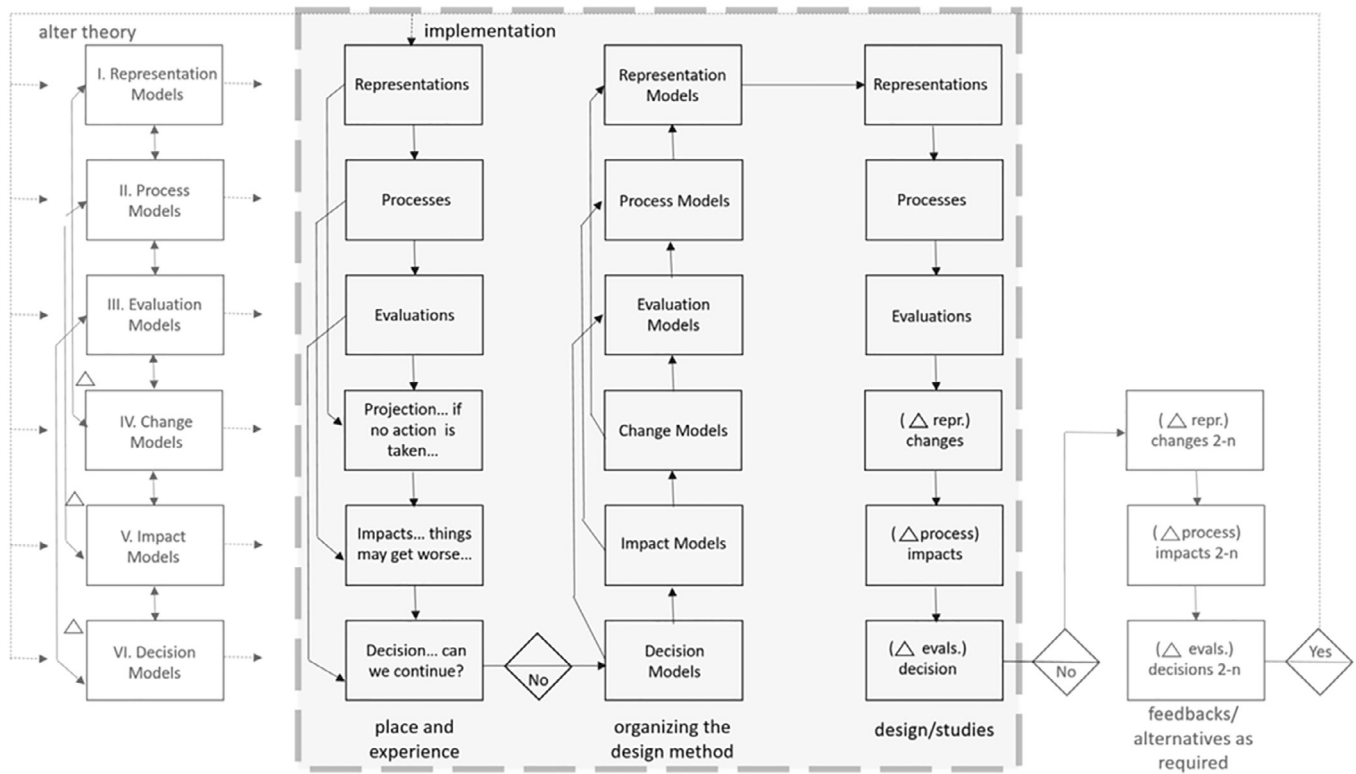 alter theory
I. Representation
Models
II. Process
Models
III. Evaluation
Models
△
IV. Change
Models
△
V. Impact
Models
△
VI. Decision
Models
implementation
Representations
Processes
Evaluations
Projection... if
no action is
taken...
Impacts... things
may get worse...
Decision... can
we continue?
place and
experience
No
Representation
Models
Process Models
Evaluation
Models
Change Models
Impact Models
Decision
Models
organizing the
design method
Representations
Processes
Evaluations
(△ repr.)
changes
(△process)
impacts
(△ evals.)
decision
design/studies
No
(△ repr.)
changes 2-n
(△process)
impacts 2-n
(△ evals.)
decisions 2-n
feedbacks/
alternatives as
required
Yes